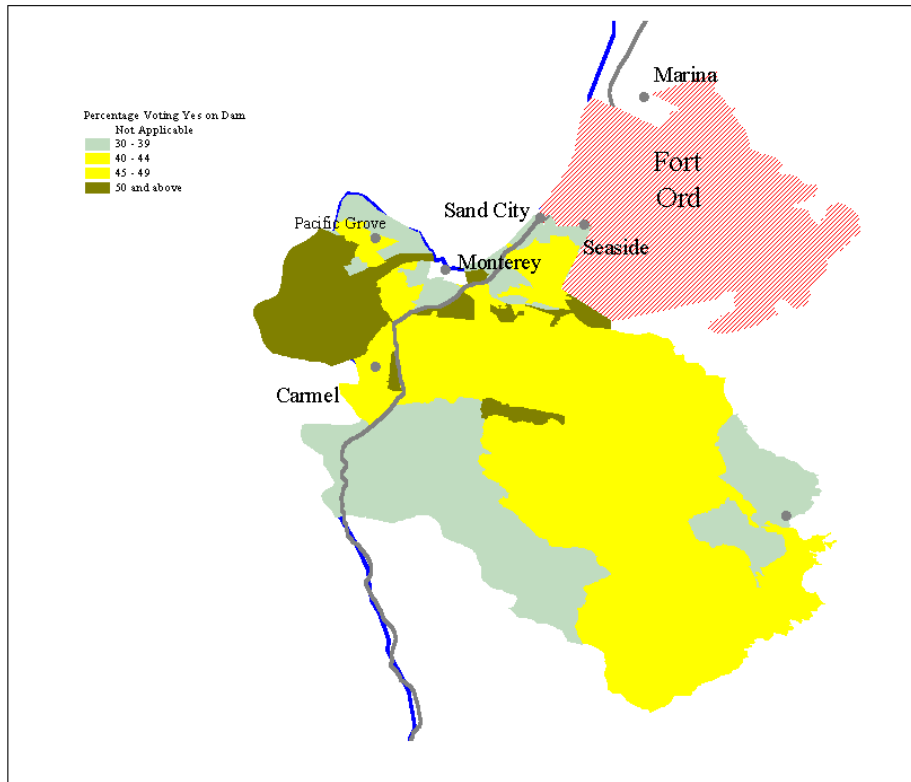 Marina
Percentage Voting Yes on Dam
Not Applicable
30 - 39
40 - 44
45 - 49
50 and above
Fort
Ord
Sand City
Pacific Grove
Seaside
Monterey
Carmel